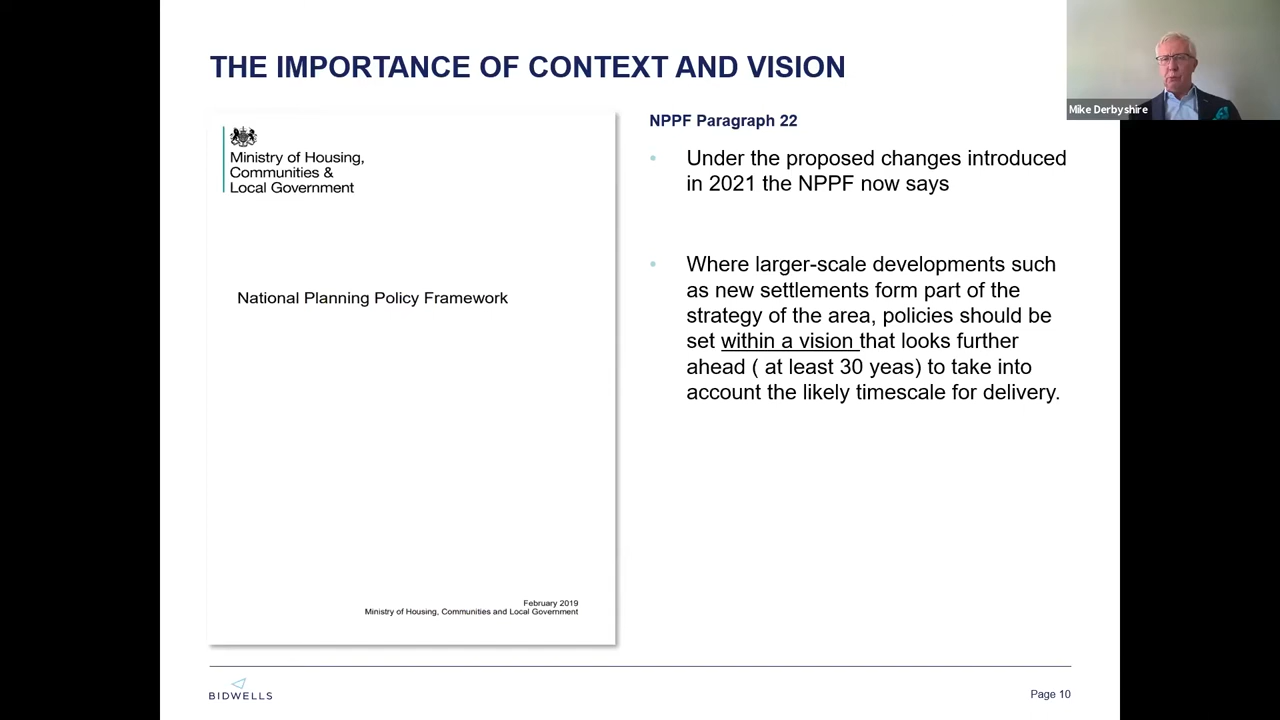 THE IMPORTANCE OF CONTEXT AND VISION
Mike Derbyshire
Ministry of Housing,
Communities &
Local Government
National Planning Policy Framework
February 2019
Ministry of Housing, Communities and Local Government
NPPF Paragraph 22
• Under the proposed changes introduced
in 2021 the NPPF now says
• Where larger-scale developments such
as new settlements form part of the
strategy of the area, policies should be
set within a vision that looks further
ahead ( at least 30 yeas) to take into
account the likely timescale for delivery.
BIDWELLS
Page 10